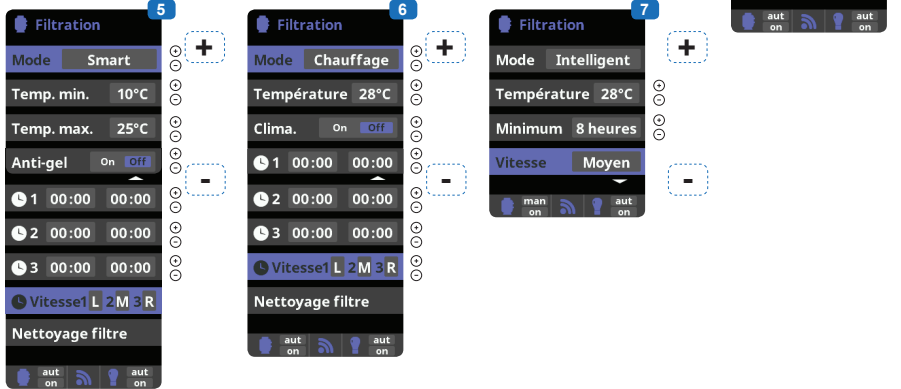 5
Filtration
Mode Smart
Temp. min. 10°C
Temp. max. 25°C
Anti-gel On Off
1 00:00 00:00
2 00:00 00:00
3 00:00 00:00
Vitesse1 L 2 M 3 R
Nettoyage filtre
aut on aut on
+
-
6
Filtration
Mode Chauffage
Température 28°C
Clima. On Off
1 00:00 00:00
2 00:00 00:00
3 00:00 00:00
Vitesse1 L 2 M 3 R
Nettoyage filtre
aut on aut on
+
-
7
Filtration
Mode Intelligent
Température 28°C
Minimum 8 heures
Vitesse Moyen
man on aut on
+
-
aut on aut on